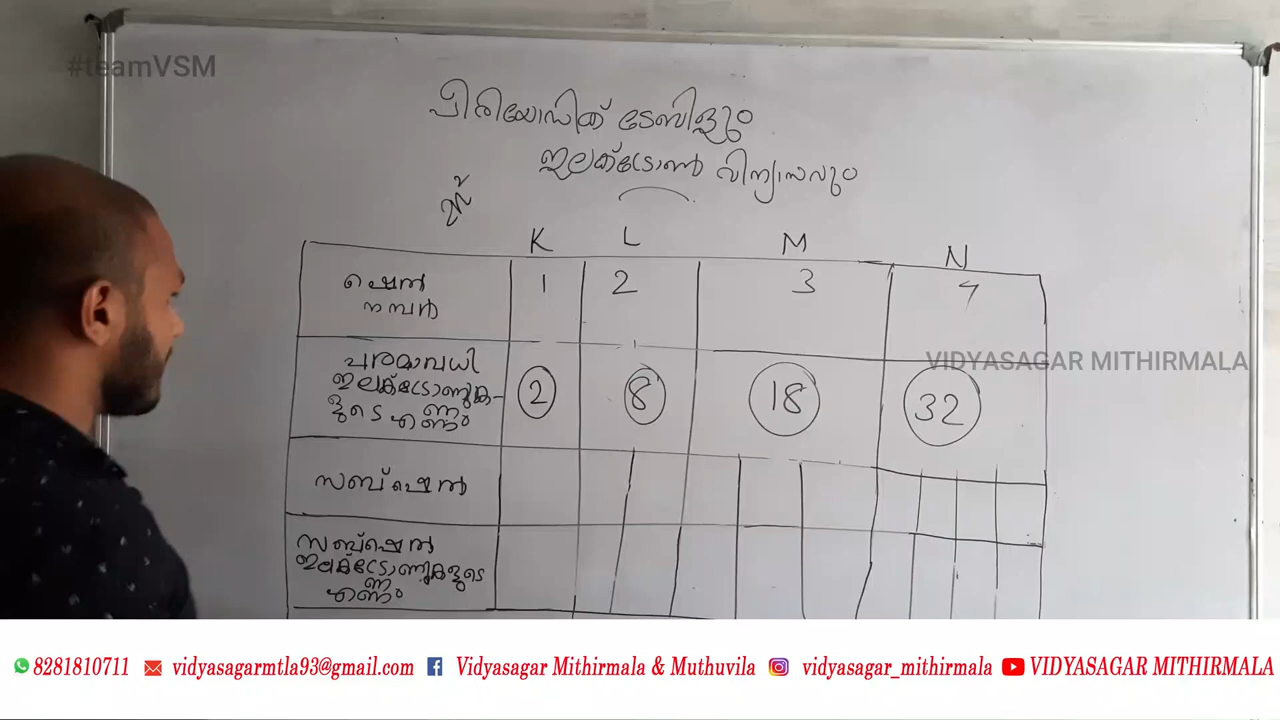 #teamVSM
പീരിയോഡിക് ടേബിളും
ഇലക്ട്രോൺ വിന്യാസവും
K L M N
ഷെൽ
നമ്പർ
1 2 3 4
VIDYASAGAR MITHIRMALA
പരമാവധി
ഇലക്ട്രോണുക-
ളുടെ എണ്ണം
2 8 18 32
സബ്ഷെൽ
സബ്ഷെൽ
ഇലക്ട്രോണുകളുടെ
എണ്ണം
8281810711 vidyasagarmtla93@gmail.com Vidyasagar Mithirmala & Muthuvila vidyasagar_mithirmala VIDYASAGAR MITHIRMALA